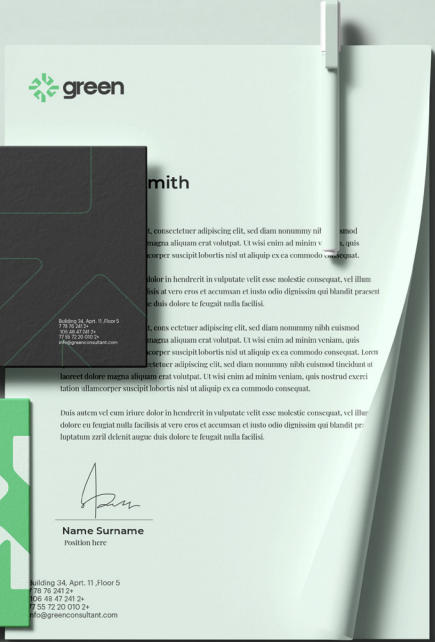 green
mith
t, consectetuer adipiscing elit, sed diam nonummy nibh euismod
magna aliquam erat volutpat. Ut wisi enim ad minim v , quis
corper suscipit lobortis nisl ut aliquip ex ea commodo consequat.
dolor in hendrerit in vulputate velit esse molestie consequat, vel illum
lisis at vero eros et accumsan et iusto odio dignissim qui blandit praesent
e duis dolore te feugait nulla facilisi.
t, cons ectetuer adipiscing elit, sed diam nonummy nibh euismod
magna aliquam erat volutpat. Ut wisi enim ad minim veniam, quis
corper suscipit lobortis nisl ut aliquip ex ea commodo consequat. Lorem
ctetuer adipiscing elit, sed diam nonummy nibh euismod tincidunt ut
laoreet dolore magna aliquam erat volutpat. Ut wisi enim ad minim veniam, quis nostrud exerci
tation ullamcorper suscipit lobortis nisl ut aliquip ex ea commodo consequat.
Duis autem vel eum iriure dolor in hendrerit in vulputate velit esse molestie consequat, vel illum
dolore eu feugiat nulla facilisis at vero eros et accumsan et iusto odio dignissim qui blandit
luptatum zzril delenit augue duis dolore te feugait nulla facilisi.
Building 34, Aprt. 11 ,Floor 5
7 78 76 241 2+
106 48 47 241 2+
77 55 72 20 010 2+
info@greenconsultant.com
Name Surname
Position here
Building 34, Aprt. 11 ,Floor 5
78 76 241 2+
106 48 47 241 2+
77 55 72 20 010 6+
info@greenconsultant.com